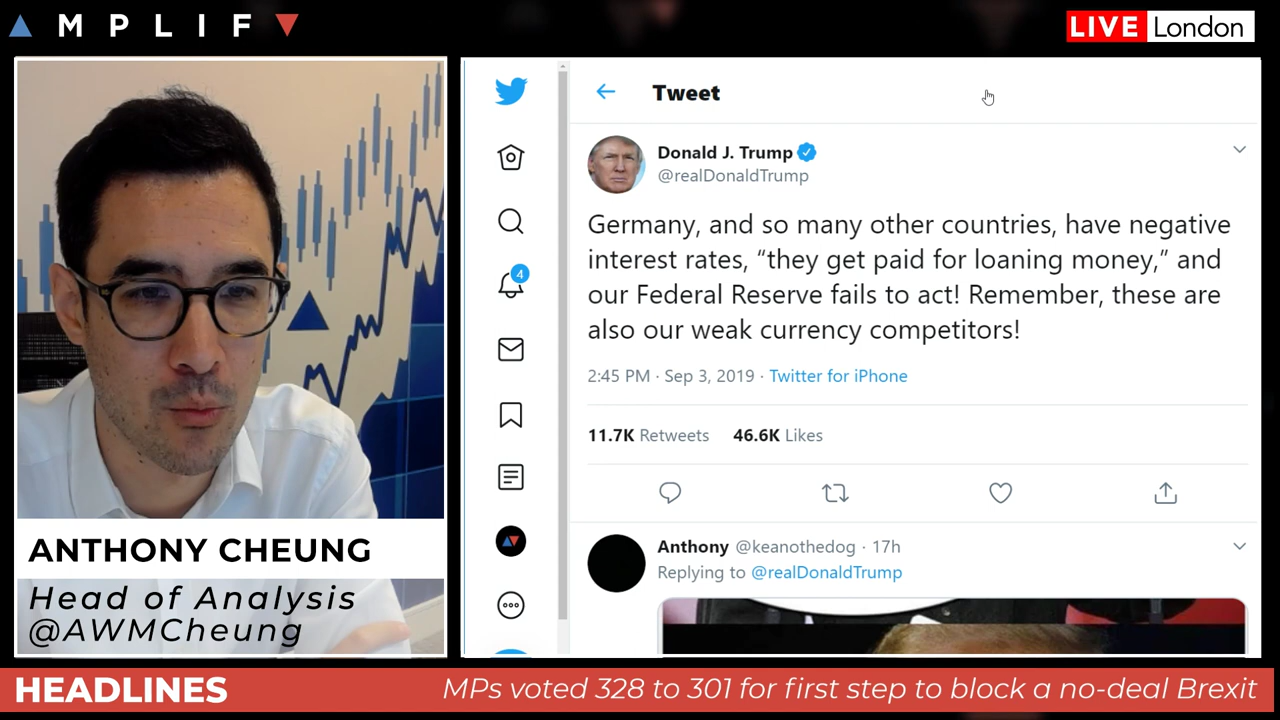 AMPLIFY
LIVE London
Tweet
Donald J. Trump
@realDonaldTrump
Germany, and so many other countries, have negative
interest rates, “they get paid for loaning money,” and
our Federal Reserve fails to act! Remember, these are
also our weak currency competitors!
2:45 PM · Sep 3, 2019 · Twitter for iPhone
11.7K Retweets 46.6K Likes
4
Anthony @keanothedog · 17h
Replying to @realDonaldTrump
ANTHONY CHEUNG
Head of Analysis
@AWMCheung
HEADLINES
MPs voted 328 to 301 for first step to block a no-deal Brexit